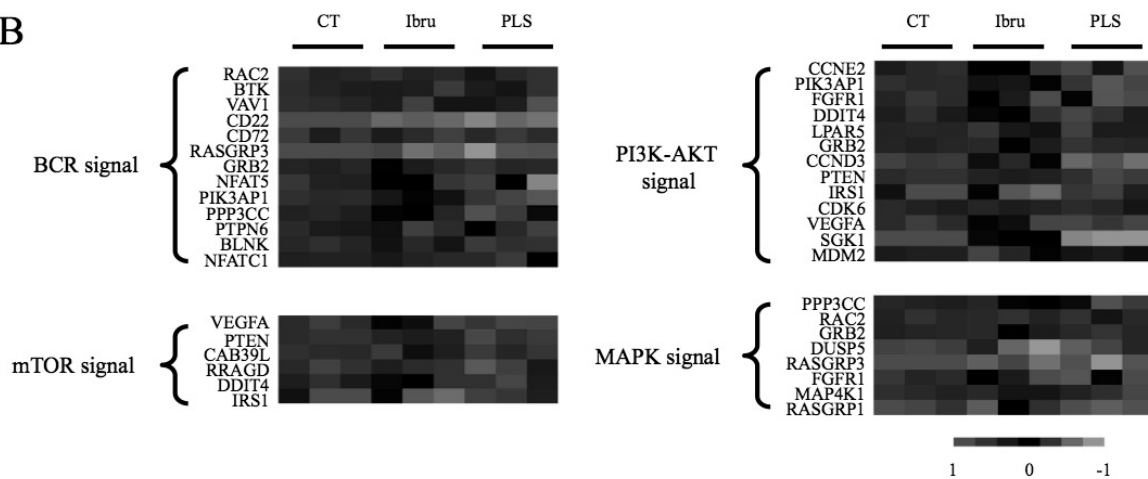 B
CT Ibru PLS
BCR signal
RAC2
BTK
VAV1
CD22
CD72
RASGRP3
GRB2
NFAT5
PIK3AP1
PPP3CC
PTPN6
BLNK
NFATC1
mTOR signal
VEGFA
PTEN
CAB39L
RRAGD
DDIT4
IRS1
CT Ibru PLS
PI3K-AKT
signal
CCNE2
PIK3AP1
FGFR1
DDIT4
LPAR5
GRB2
CCND3
PTEN
IRS1
CDK6
VEGFA
SGK1
MDM2
MAPK signal
PPP3CC
RAC2
GRB2
DUSP5
RASGRP3
FGFR1
MAP4K1
RASGRP1
1 0 -1